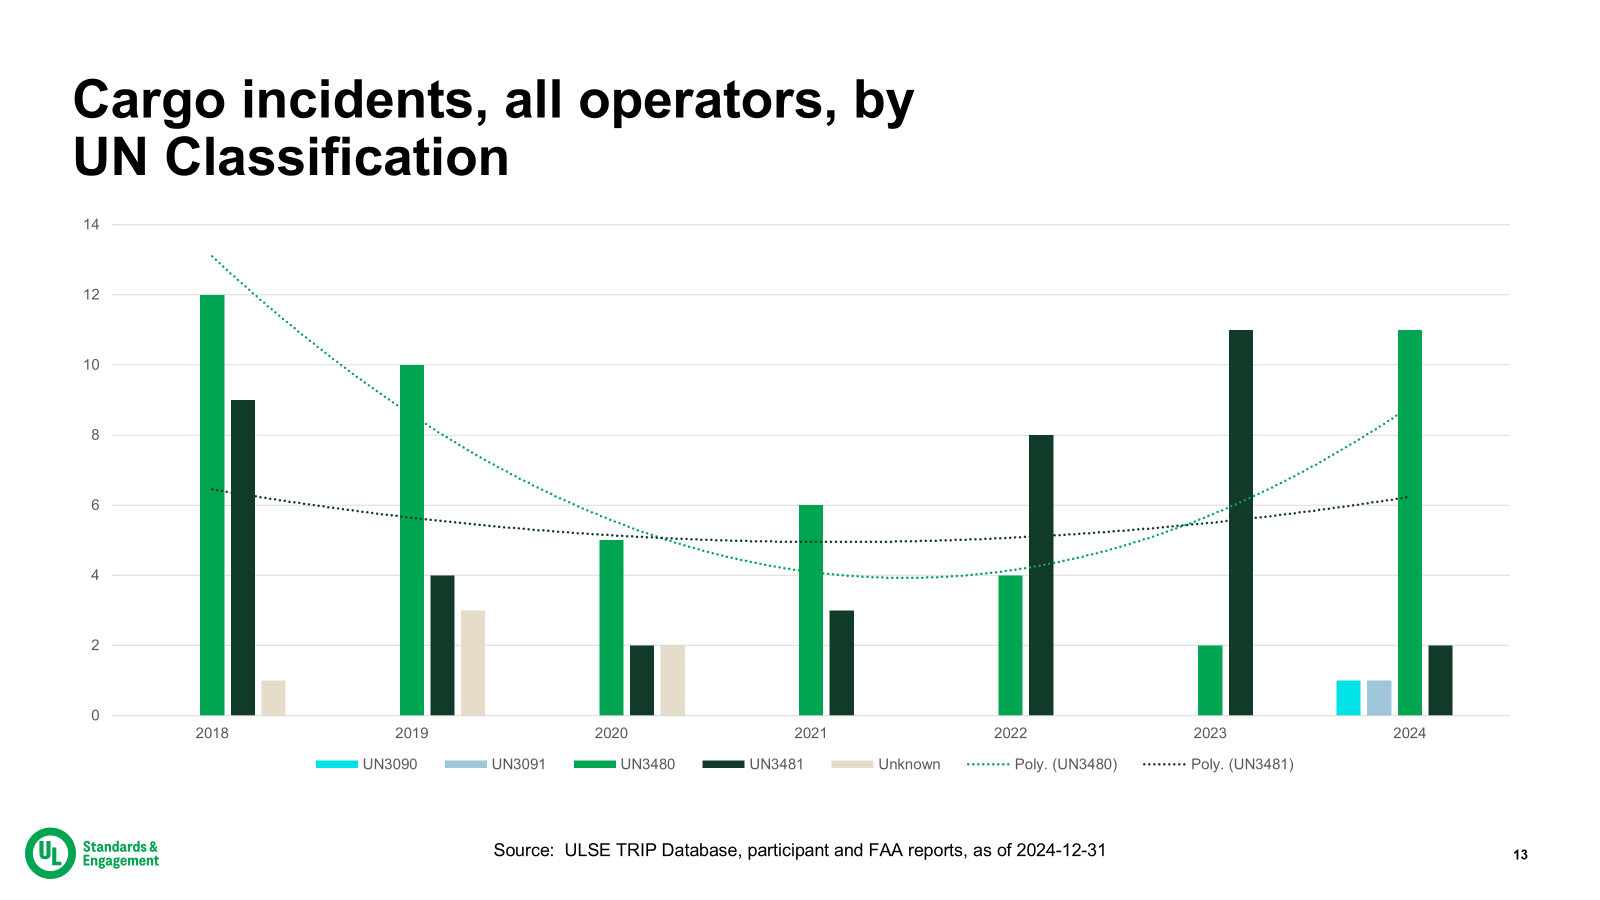 Cargo incidents, all operators, by
UN Classification
14
12
10
8
6
4
2
0
2018 2019 2020 2021 2022 2023 2024
UN3090 UN3091 UN3480 UN3481 Unknown Poly. (UN3480) Poly. (UN3481)
UL
Standards &
Engagement
Source:  ULSE TRIP Database, participant and FAA reports, as of 2024-12-31
13